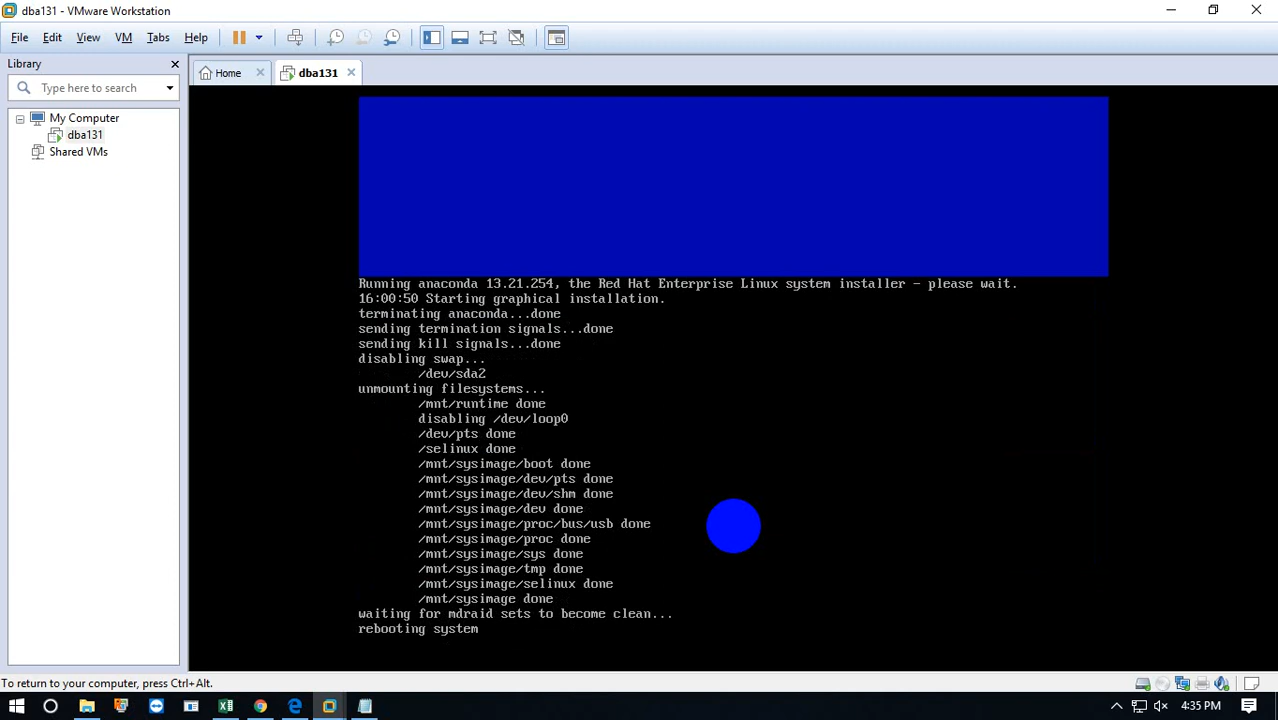 dba131 - VMware Workstation
File Edit View VM Tabs Help
Library
Type here to search
My Computer
dba131
Shared VMs
Home
dba131
Running anaconda 13.21.254, the Red Hat Enterprise Linux system installer - please wait.
16:00:50 Starting graphical installation.
terminating anaconda...done
sending termination signals...done
sending kill signals...done
disabling swap...
/dev/sda2
unmounting filesystems...
/mnt/runtime done
disabling /dev/loop0
/dev/pts done
/selinux done
/mnt/sysimage/boot done
/mnt/sysimage/dev/pts done
/mnt/sysimage/dev/shm done
/mnt/sysimage/dev done
/mnt/sysimage/proc/bus/usb done
/mnt/sysimage/proc done
/mnt/sysimage/sys done
/mnt/sysimage/tmp done
/mnt/sysimage/selinux done
/mnt/sysimage done
waiting for mdraid sets to become clean...
rebooting system
To return to your computer, press Ctrl+Alt.
4:35 PM